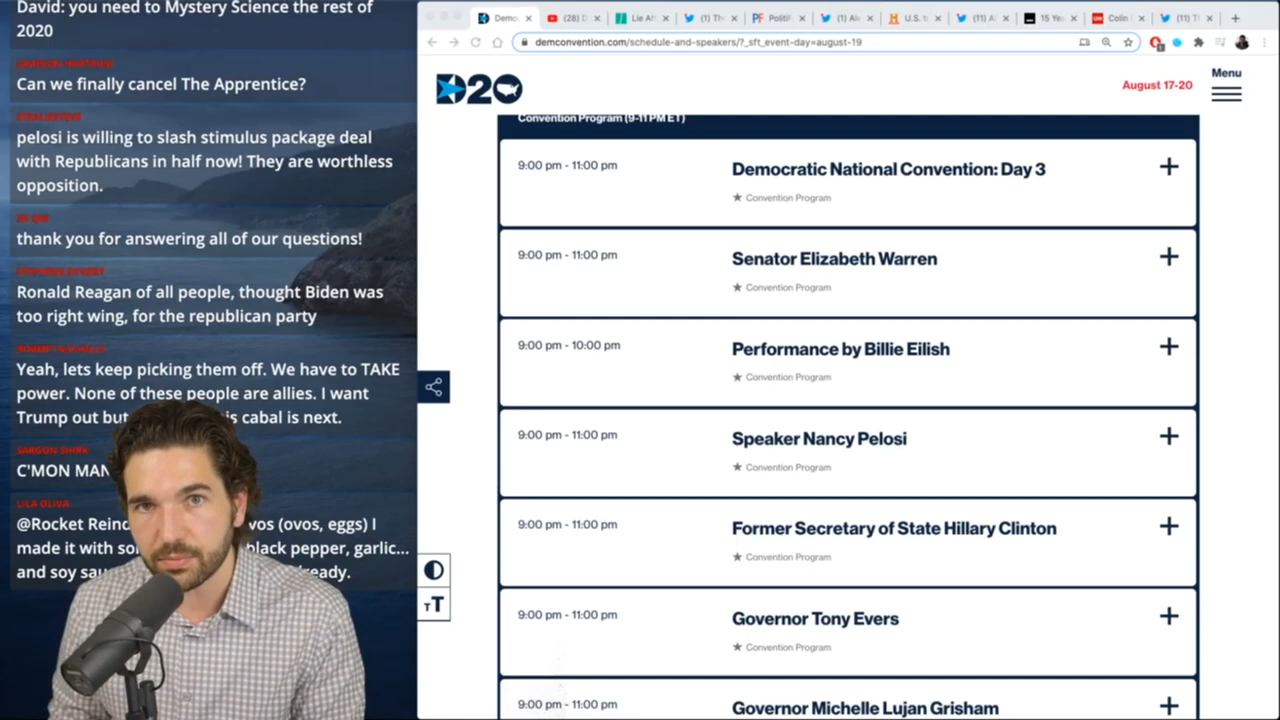 David: you need to Mystery Science the rest of
2020
Can we finally cancel The Apprentice?
pelosi is willing to slash stimulus package deal
with Republicans in half now! They are worthless
opposition.
thank you for answering all of our questions!
Ronald Reagan of all people, thought Biden was
too right wing, for the republican party
Yeah, lets keep picking them off. We have to TAKE
power. None of these people are allies. I want
Trump out but is cabal is next.
SARGON SHIRK
C'MON MAN
LILA OLIVA
@Rocket vos (ovos, eggs) I
made it with black pepper, garlic...
and soy
demconvention.com/schedule-and-speakers/?_sft_event-day=august-19
D20
August 17-20
Menu
Convention Program (9-11 PM ET)
9:00 pm - 11:00 pm
Democratic National Convention: Day 3
Convention Program
9:00 pm - 11:00 pm
Senator Elizabeth Warren
Convention Program
9:00 pm - 10:00 pm
Performance by Billie Eilish
Convention Program
9:00 pm - 11:00 pm
Speaker Nancy Pelosi
Convention Program
9:00 pm - 11:00 pm
Former Secretary of State Hillary Clinton
Convention Program
9:00 pm - 11:00 pm
Governor Tony Evers
Convention Program
9:00 pm - 11:00 pm
Governor Michelle Lujan Grisham
TT